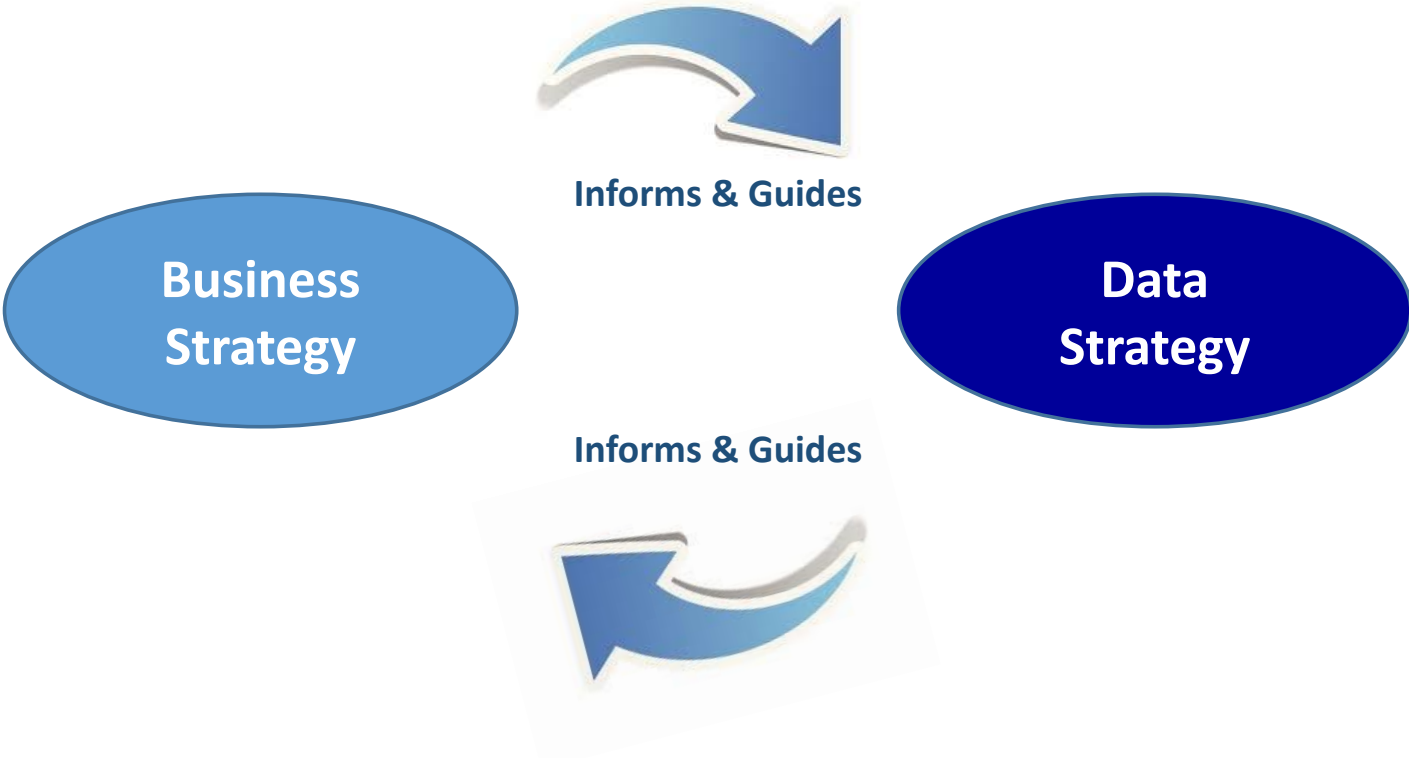 Informs & Guides
Business
Strategy
Data
Strategy
Informs & Guides